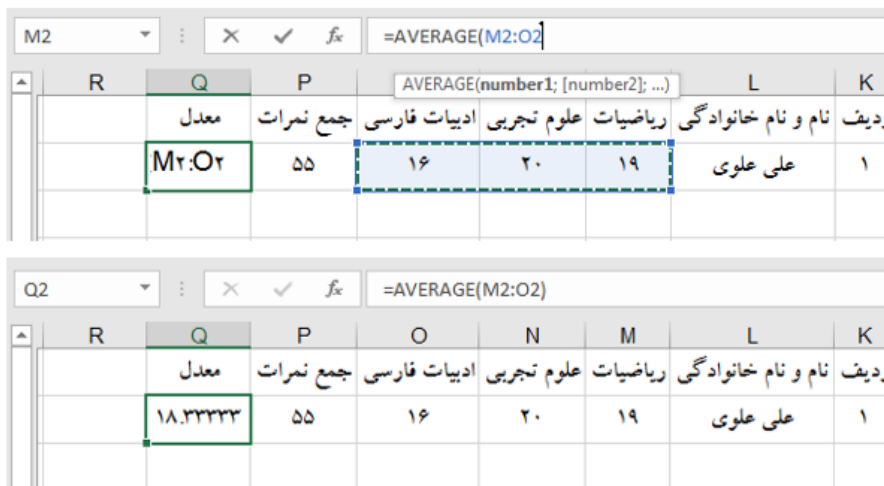 M2 fx =AVERAGE(M2:O2
AVERAGE(number1; [number2]; ...)
R Q P L K
ردیف نام و نام خانوادگی ریاضیات علوم تجربی ادبیات فارسی جمع نمرات معدل
۱ علی علوی ۱۹ ۲۰ ۱۶ ۵۵ M۲:O۲
Q2 fx =AVERAGE(M2:O2)
R Q P O N M L K
ردیف نام و نام خانوادگی ریاضیات علوم تجربی ادبیات فارسی جمع نمرات معدل
۱ علی علوی ۱۹ ۲۰ ۱۶ ۵۵ ۱۸.۳۳۳۳۳